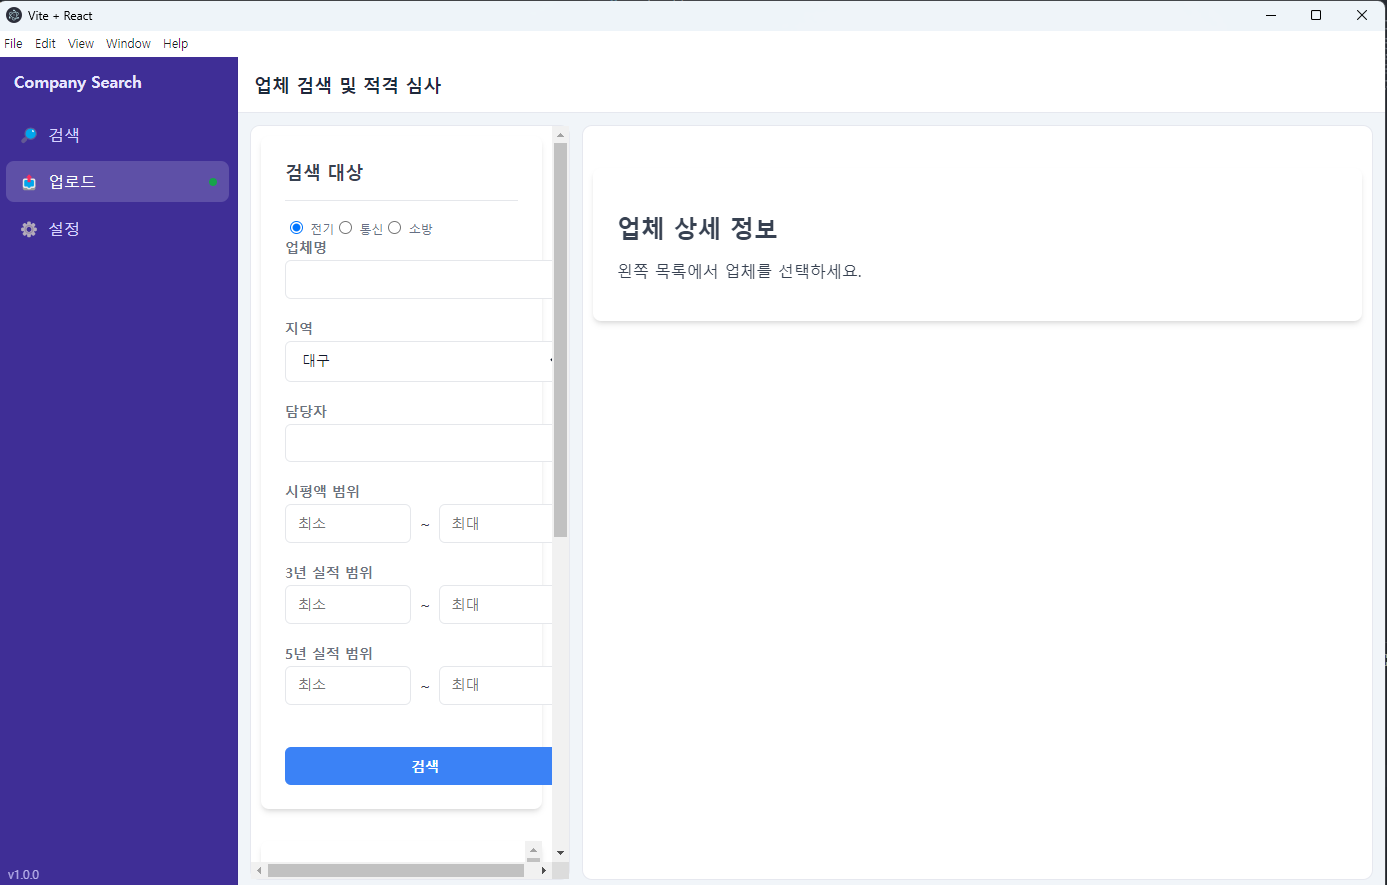 Vite + React
File Edit View Window Help
Company Search
검색
업로드
설정
v1.0.0
업체 검색 및 적격 심사
검색 대상
전기 통신 소방
업체명
지역
대구
담당자
시평액 범위
최소 ~ 최대
3년 실적 범위
최소 ~ 최대
5년 실적 범위
최소 ~ 최대
검색
업체 상세 정보
왼쪽 목록에서 업체를 선택하세요.